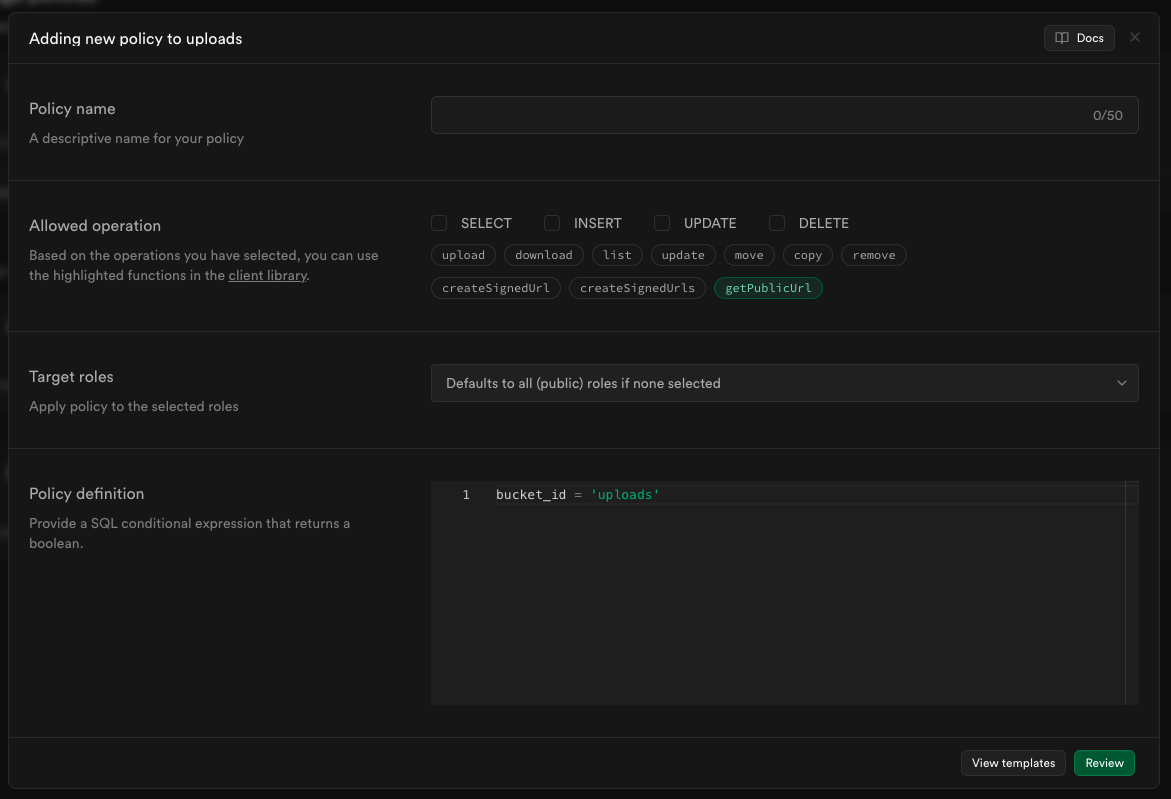 Adding new policy to uploads
Docs
Policy name
A descriptive name for your policy
0/50
Allowed operation
Based on the operations you have selected, you can use
the highlighted functions in the client library.
SELECT INSERT UPDATE DELETE
upload download list update move copy remove
createSignedUrl createSignedUrls getPublicUrl
Target roles
Apply policy to the selected roles
Defaults to all (public) roles if none selected
Policy definition
Provide a SQL conditional expression that returns a
boolean.
1 bucket_id = 'uploads'
View templates Review